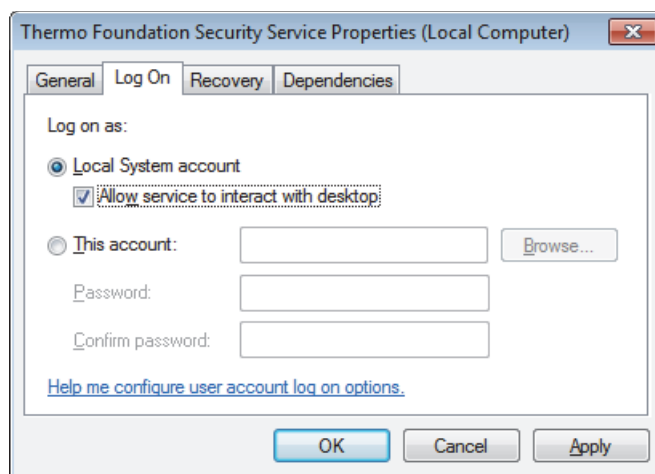 Thermo Foundation Security Service Properties (Local Computer)
General Log On Recovery Dependencies
Log on as:
Local System account
Allow service to interact with desktop
This account: Browse...
Password:
Confirm password:
Help me configure user account log on options.
OK Cancel Apply